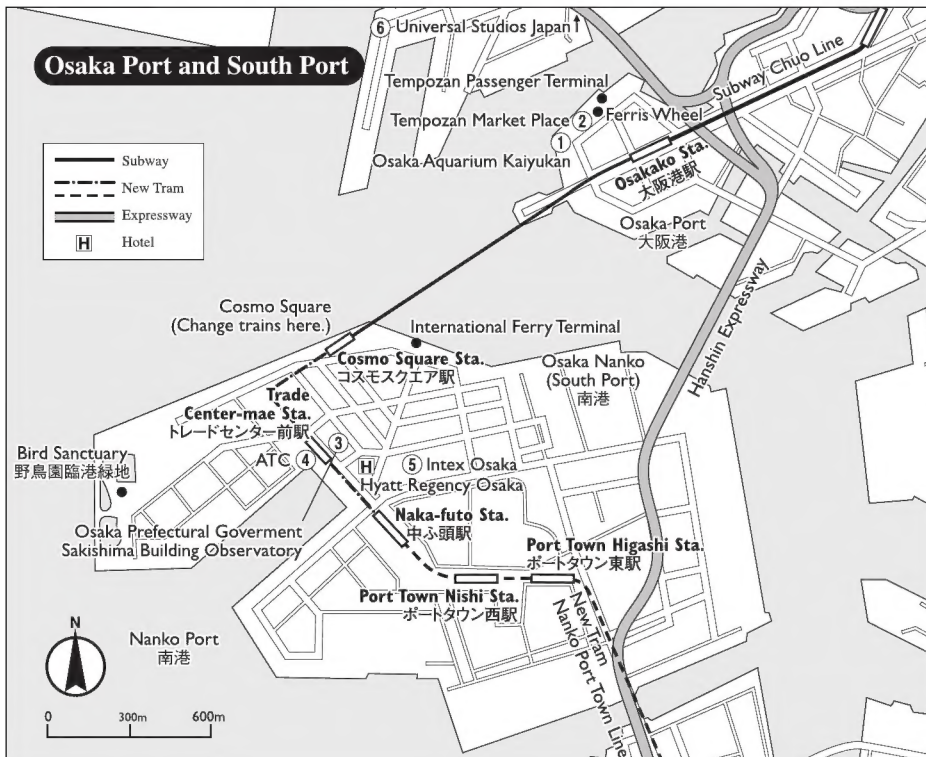 Osaka Port and South Port
⑥ Universal Studios Japan
Tempozan Passenger Terminal
Tempozan Market Place ②
Ferris Wheel
①
Osaka Aquarium Kaiyukan
Subway Chuo Line
Osakako Sta.
大阪港駅
Osaka Port
大阪港
Hanshin Expressway
Subway
New Tram
Expressway
H Hotel
Cosmo Square
(Change trains here.)
International Ferry Terminal
Cosmo Square Sta.
コスモスクエア駅
Osaka Nanko
(South Port)
南港
Trade
Center-mae Sta.
トレードセンター前駅
③
ATC ④
H
⑤ Intex Osaka
Hyatt Regency Osaka
Bird Sanctuary
野鳥園臨港緑地
Osaka Prefectural Goverment
Sakishima Building Observatory
Naka-futo Sta.
中ふ頭駅
Port Town Higashi Sta.
ポートタウン東駅
Port Town Nishi Sta.
ポートタウン西駅
New Tram
Nanko Port Town Line
Nanko Port
南港
N
0 300m 600m